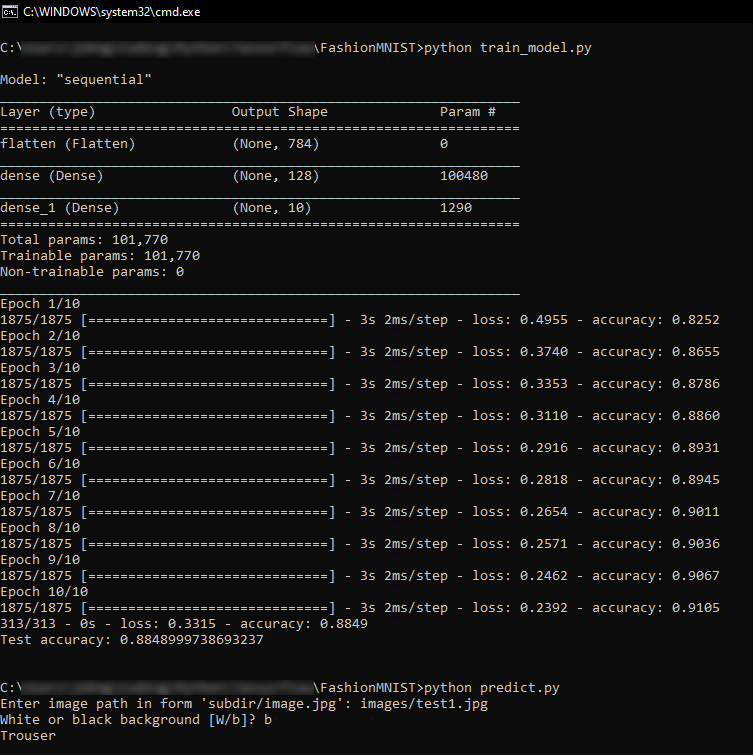 C:\WINDOWS\system32\cmd.exe
C:\ \FashionMNIST>python train_model.py
Model: "sequential"
_________________________________________________________________
Layer (type)                 Output Shape              Param #
=================================================================
flatten (Flatten)            (None, 784)               0
_________________________________________________________________
dense (Dense)                (None, 128)               100480
_________________________________________________________________
dense_1 (Dense)              (None, 10)                1290
=================================================================
Total params: 101,770
Trainable params: 101,770
Non-trainable params: 0
_________________________________________________________________
Epoch 1/10
1875/1875 [==============================] - 3s 2ms/step - loss: 0.4955 - accuracy: 0.8252
Epoch 2/10
1875/1875 [==============================] - 3s 2ms/step - loss: 0.3740 - accuracy: 0.8655
Epoch 3/10
1875/1875 [==============================] - 3s 2ms/step - loss: 0.3353 - accuracy: 0.8786
Epoch 4/10
1875/1875 [==============================] - 3s 2ms/step - loss: 0.3110 - accuracy: 0.8860
Epoch 5/10
1875/1875 [==============================] - 3s 2ms/step - loss: 0.2916 - accuracy: 0.8931
Epoch 6/10
1875/1875 [==============================] - 3s 2ms/step - loss: 0.2818 - accuracy: 0.8945
Epoch 7/10
1875/1875 [==============================] - 3s 2ms/step - loss: 0.2654 - accuracy: 0.9011
Epoch 8/10
1875/1875 [==============================] - 3s 2ms/step - loss: 0.2571 - accuracy: 0.9036
Epoch 9/10
1875/1875 [==============================] - 3s 2ms/step - loss: 0.2462 - accuracy: 0.9067
Epoch 10/10
1875/1875 [==============================] - 3s 2ms/step - loss: 0.2392 - accuracy: 0.9105
313/313 - 0s - loss: 0.3315 - accuracy: 0.8849
Test accuracy: 0.8848999738693237
C:\ \FashionMNIST>python predict.py
Enter image path in form 'subdir/image.jpg': images/test1.jpg
White or black background [W/b]? b
Trouser